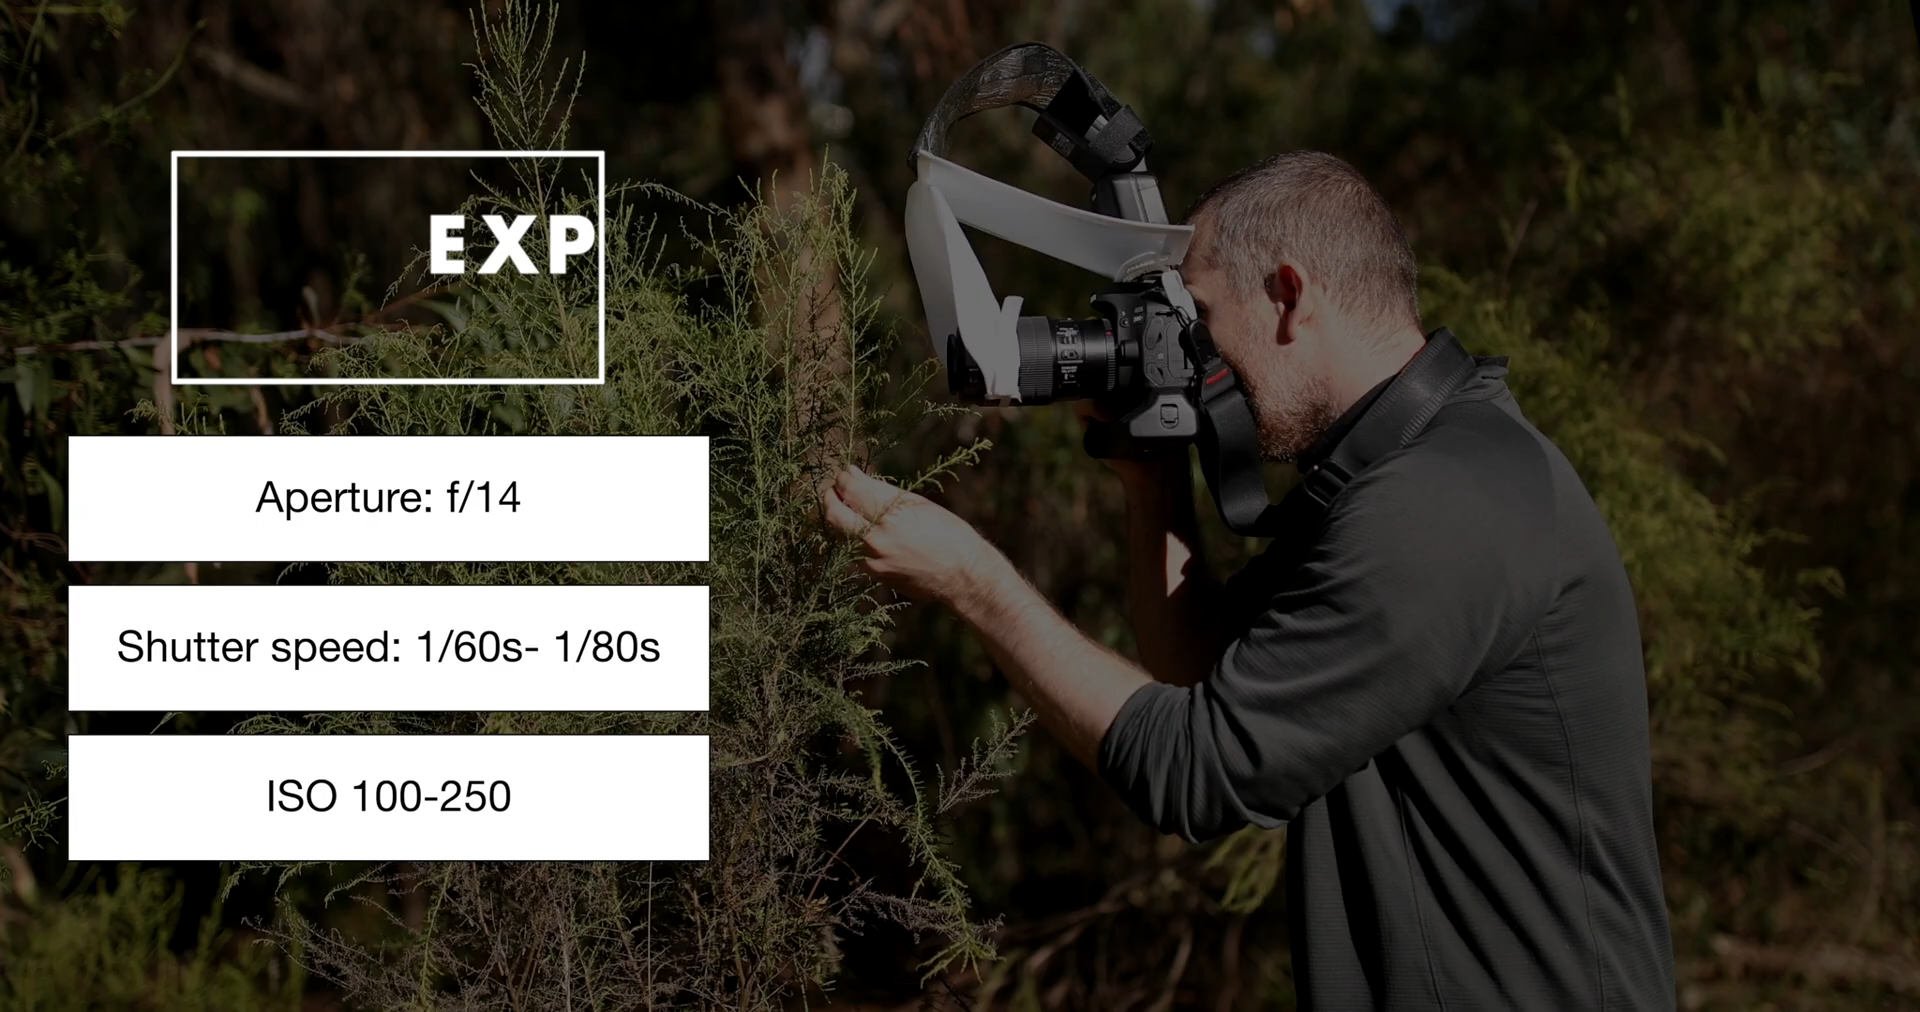 EXP
Aperture: f/14
Shutter speed: 1/60s- 1/80s
ISO 100-250